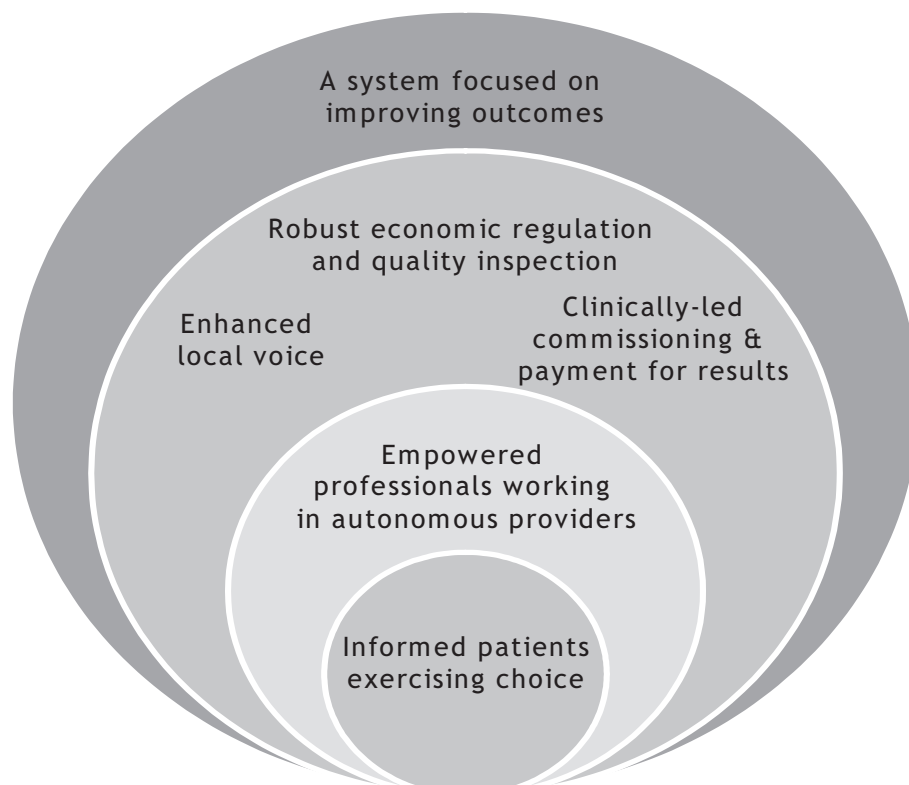 A system focused on
improving outcomes
Robust economic regulation
and quality inspection
Enhanced
local voice
Clinically-led
commissioning &
payment for results
Empowered
professionals working
in autonomous providers
Informed patients
exercising choice